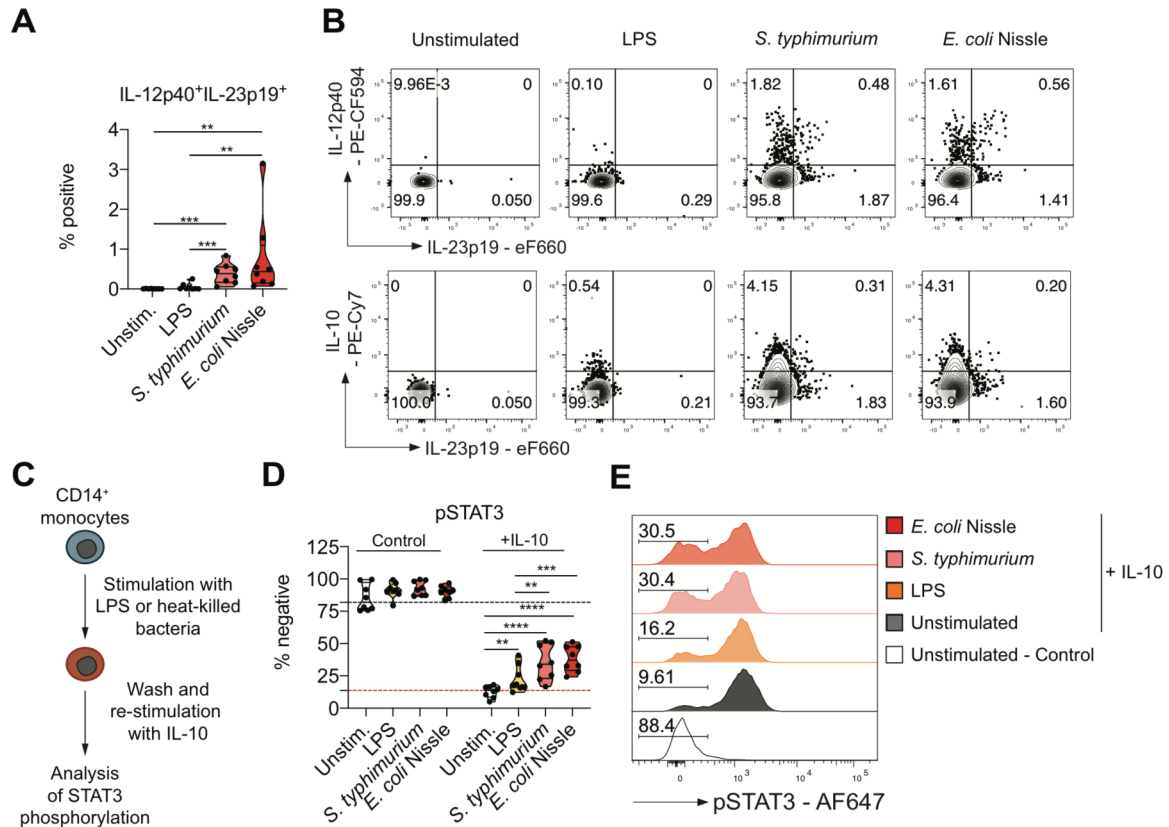 A
IL-12p40+IL-23p19+
% positive
4
3
2
1
0
**
**
***
***
Unstim.
LPS
S. typhimurium
E. coli Nissle
B
Unstimulated
LPS
S. typhimurium
E. coli Nissle
IL-12p40
- PE-CF594
9.96E-3
0
99.9
0.050
0.10
0
99.6
0.29
1.82
0.48
95.8
1.87
1.61
0.56
96.4
1.41
IL-23p19 - eF660
IL-10
- PE-Cy7
0
0
100.0
0.050
0.54
0
99.3
0.21
4.15
0.31
93.7
1.83
4.31
0.20
93.9
1.60
IL-23p19 - eF660
C
CD14+
monocytes
Stimulation with
LPS or heat-killed
bacteria
Wash and
re-stimulation
with IL-10
Analysis
of STAT3
phosphorylation
D
pSTAT3
Control
+IL-10
% negative
125
100
75
50
25
0
***
**
****
****
**
Unstim.
LPS
S. typhimurium
E. coli Nissle
Unstim.
LPS
S. typhimurium
E. coli Nissle
E
30.5
30.4
16.2
9.61
88.4
0
10^3
10^4
10^5
pSTAT3 - AF647
E. coli Nissle
S. typhimurium
LPS
Unstimulated
Unstimulated - Control
+ IL-10